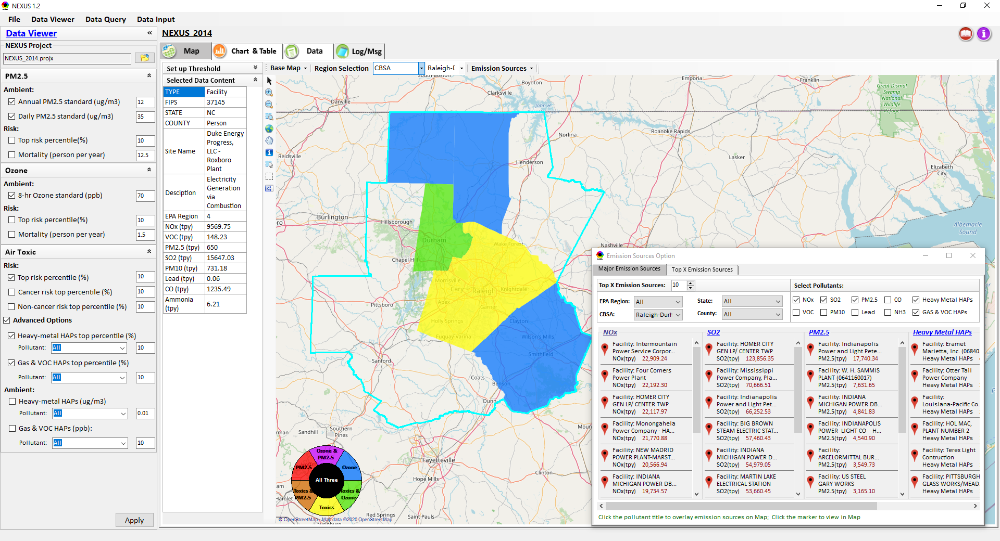 NEXUS 1.2
File Data Viewer Data Query Data Input
Data Viewer «
NEXUS Project
NEXUS_2014.projx
PM2.5
Ambient:
Annual PM2.5 standard (ug/m3) 12
Daily PM2.5 standard (ug/m3) 35
Risk:
Top risk percentile(%) 10
Mortality (person per year) 12.5
Ozone
Ambient:
8-hr Ozone standard (ppb) 70
Risk:
Top risk percentile(%) 10
Mortality (person per year) 1.5
Air Toxic
Risk:
Top risk percentile (%) 10
Cancer risk top percentile (%) 10
Non-cancer risk top percentile (%) 10
Advanced Options
Heavy-metal HAPs top percentile (%)
Pollutant: All 10
Gas & VOC HAPs top percentile (%)
Pollutant: All 10
Ambient:
Heavy-metal HAPs (ug/m3)
Pollutant: All 0.01
Gas & VOC HAPs (ppb):
Pollutant: All 10
Apply
NEXUS 2014
Map Chart & Table Data Log/Msg
Set up Threshold
Selected Data Content
TYPE Facility
FIPS 37145
STATE NC
COUNTY Person
Site Name Duke Energy
Progress,
LLC -
Roxboro
Plant
Desciption Electricity
Generation
via
Combustion
EPA Region 4
NOx (tpy) 9569.75
VOC (tpy) 148.23
PM2.5 (tpy) 650
SO2 (tpy) 15647.03
PM10 (tpy) 731.18
Lead (tpy) 0.06
CO (tpy) 1235.49
Ammonia
(tpy) 6.21
Base Map Region Selection CBSA Raleigh-D Emission Sources
South Boston
Boydton
Emporia
Franklin
Clarksville
Danville
Great Dismal
Swamp
National
Wildlife
Refuge
John H.
Kerr Reservoir
Norlina
Roanoke Rapids
Reidsville
Henderson
Lasker
Elizabeth
City
Burlington
Hillsborough
Durham
Wake Forest
Albemarle
Sound
Nashville
Chapel Hill
Morrisville
Cary
Raleigh
Knightdale
Pittsboro
Apex
Garner
Holly Springs
Clayton
Fuquay-Varina
Wilson's Mills
Smithfield
Sanford
Coats
Benson
Dunn
Southern
Pines
Sandhill
Fayetteville
Hope Mills
Clinton
Hamlet
Red Springs
Saint Pauls
Laurinburg
Ozone &
PM2.5
PM2.5
Ozone
All Three
Toxics &
PM2.5
Toxics &
Ozone
Toxics
© OpenStreetMap - Map data ©2020 OpenStreetMap
Emission Sources Option
Major Emission Sources Top X Emission Sources
Top X Emission Sources: 10
EPA Region: All State: All
CBSA: Raleigh-Durh County: All
Select Pollutants:
NOx SO2 PM2.5 CO Heavy Metal HAPs
VOC PM10 Lead NH3 GAS & VOC HAPs
NOx
Facility: Intermountain
Power Service Corpor...
NOx(tpy) 22,909.24
Facility: Four Corners
Power Plant
NOx(tpy) 22,192.30
Facility: HOMER CITY
GEN LP/ CENTER TWP
NOx(tpy) 22,117.97
Facility: Monongahela
Power Company - HA...
NOx(tpy) 21,770.88
Facility: NEW MADRID
POWER PLANT-MARST...
NOx(tpy) 20,566.94
Facility: INDIANA
MICHIGAN POWER DB...
NOx(tpy) 19,734.57
SO2
Facility: HOMER CITY
GEN LP/ CENTER TWP
SO2(tpy) 123,856.35
Facility: Mississippi
Power Company, Pla...
SO2(tpy) 70,666.51
Facility: Indianapolis
Power and Light Pet...
SO2(tpy) 66,252.53
Facility: BIG BROWN
STEAM ELECTRIC STAT...
SO2(tpy) 57,460.43
Facility: INDIANA
MICHIGAN POWER D...
SO2(tpy) 54,979.05
Facility: MARTIN LAKE
ELECTRICAL STATION
SO2(tpy) 53,660.45
PM2.5
Facility: Indianapolis
Power and Light Pete...
PM2.5(tpy) 17,740.34
Facility: W. H. SAMMIS
PLANT (0641160017)
PM2.5(tpy) 7,631.65
Facility: INDIANA
MICHIGAN POWER DB...
PM2.5(tpy) 4,841.83
Facility: INDIANAPOLIS
POWER LIGHT CO H...
PM2.5(tpy) 4,540.90
Facility:
ARCELORMITTAL BUR...
PM2.5(tpy) 3,549.73
Facility: US STEEL
GARY WORKS
PM2.5(tpy) 3,165.10
Heavy Metal HAPs
Facility: Eramet
Marietta, Inc. (06840
Heavy Metal HAPs
Facility: Otter Tail
Power Company
Heavy Metal HAPs
Facility:
Louisiana-Pacific Co.
Heavy Metal HAPs
Facility: HOL MAC,
PLANT NUMBER 2
Heavy Metal HAPs
Facility: Terex Light
Contruction
Heavy Metal HAPs
Facility: PITTSBURGH
GLASS WORKS/MEAD
Heavy Metal HAPs
Click the pollutant title to overlay emission sources on Map; Click the marker to view in Map